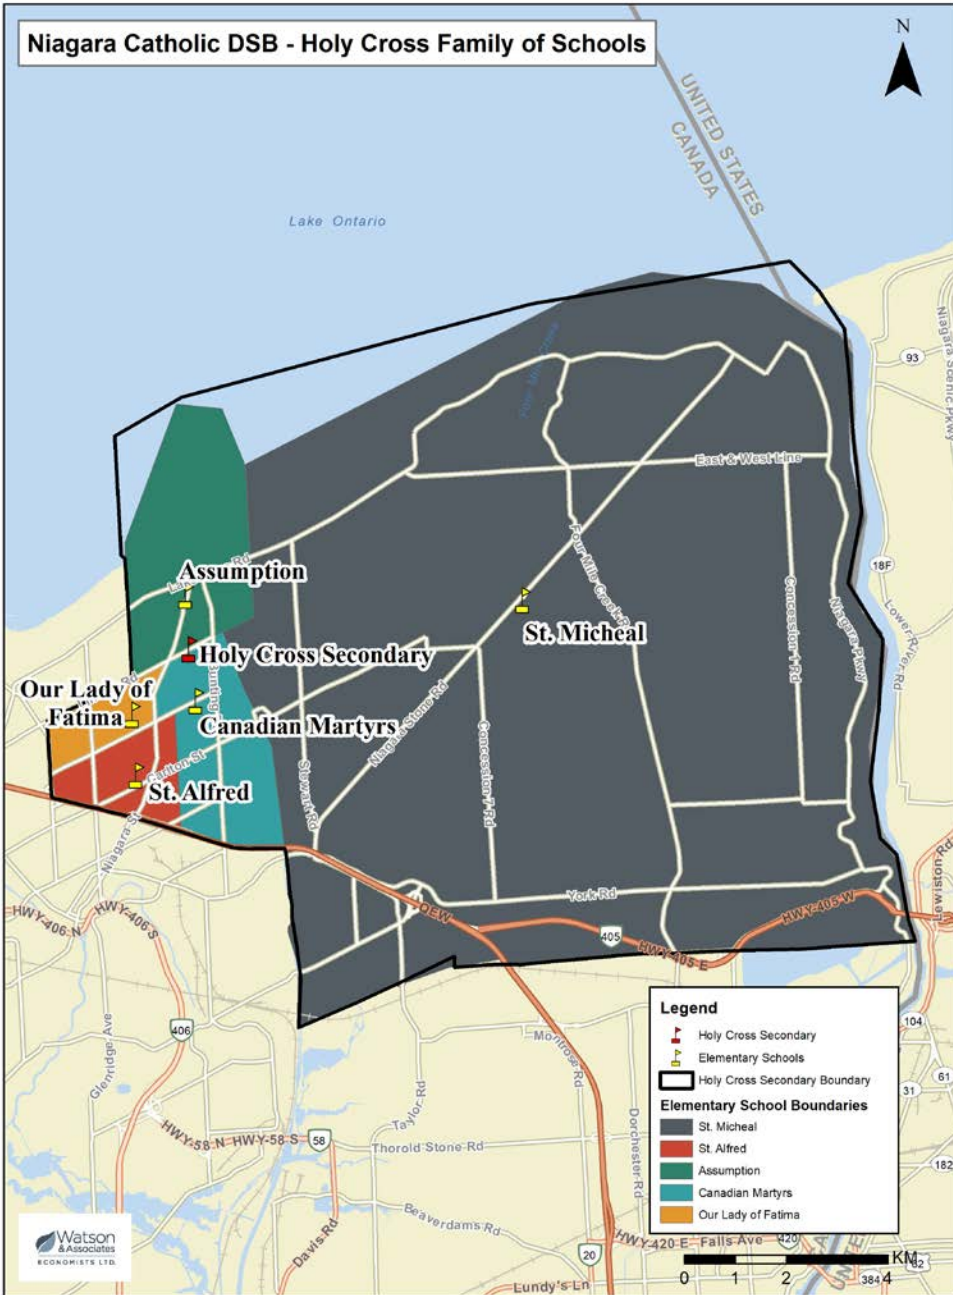 Niagara Catholic DSB - Holy Cross Family of Schools
N
UNITED STATES
CANADA
Lake Ontario
Niagara Scenic Pkwy
93
Four Mile Creek
East & West Line
18F
Lower River Rd
Assumption
Four Mile Creek Rd
Concession 1 Rd
Niagara Pkwy
St. Micheal
Holy Cross Secondary
Bunting
Our Lady of
Fatima
Canadian Martyrs
Niagara Stone Rd
Concession 7 Rd
Stewart Rd
Carlton St
St. Alfred
Niagara St
York Rd
QEW
HWY-405 W
405
HWY-405 E
Lewiston Rd
HWY-406 N
HWY-406 S
406
Glenridge Ave
Montrose Rd
Taylor Rd
Dorchester Rd
HWY-58 N
HWY-58 S
58
Thorold Stone Rd
Beaverdams Rd
Davis Rd
HWY-420 E
Falls Ave
420
20
Lundy's Ln
104
61
31
182
62
384
Legend
Holy Cross Secondary
Elementary Schools
Holy Cross Secondary Boundary
Elementary School Boundaries
St. Micheal
St. Alfred
Assumption
Canadian Martyrs
Our Lady of Fatima
KM
0 1 2 4
Watson
& Associates
ECONOMISTS LTD.